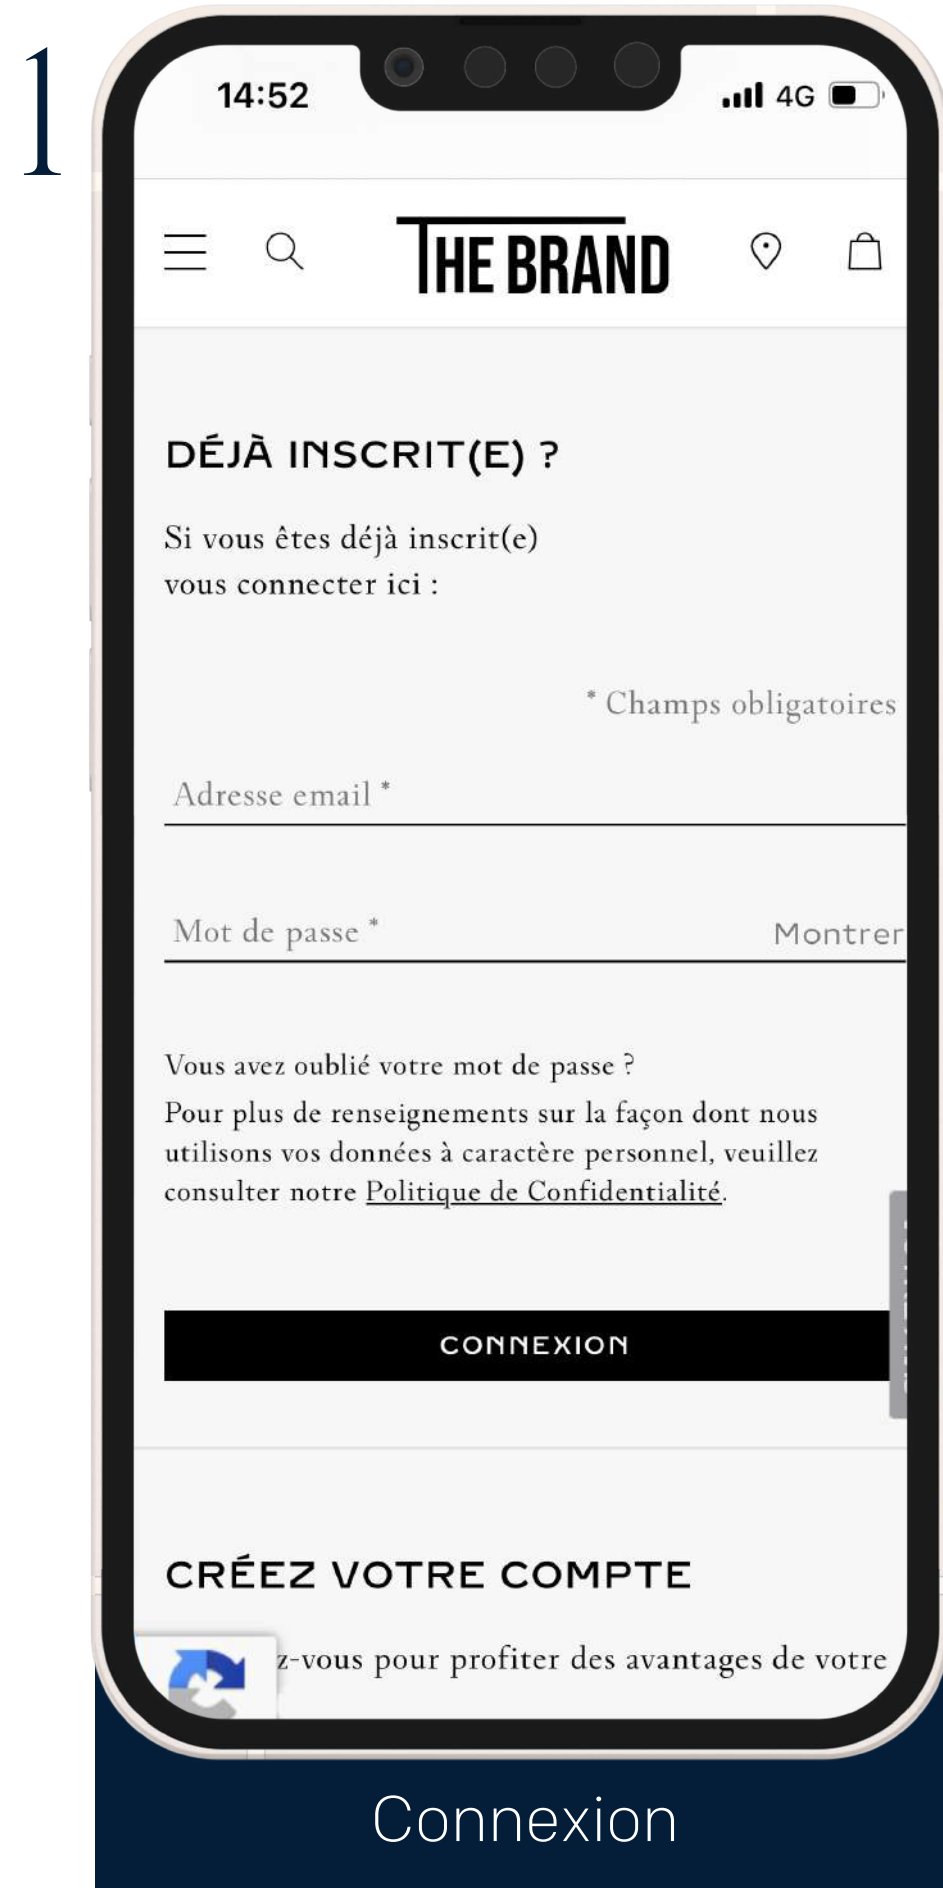 1
14:52
4G
THE BRAND
DÉJÀ INSCRIT(E) ?
Si vous êtes déjà inscrit(e)
vous connecter ici :
* Champs obligatoires
Adresse email *
Mot de passe *
Montrer
Vous avez oublié votre mot de passe ?
Pour plus de renseignements sur la façon dont nous
utilisons vos données à caractère personnel, veuillez
consulter notre Politique de Confidentialité.
CONNEXION
CRÉEZ VOTRE COMPTE
z-vous pour profiter des avantages de votre
Connexion